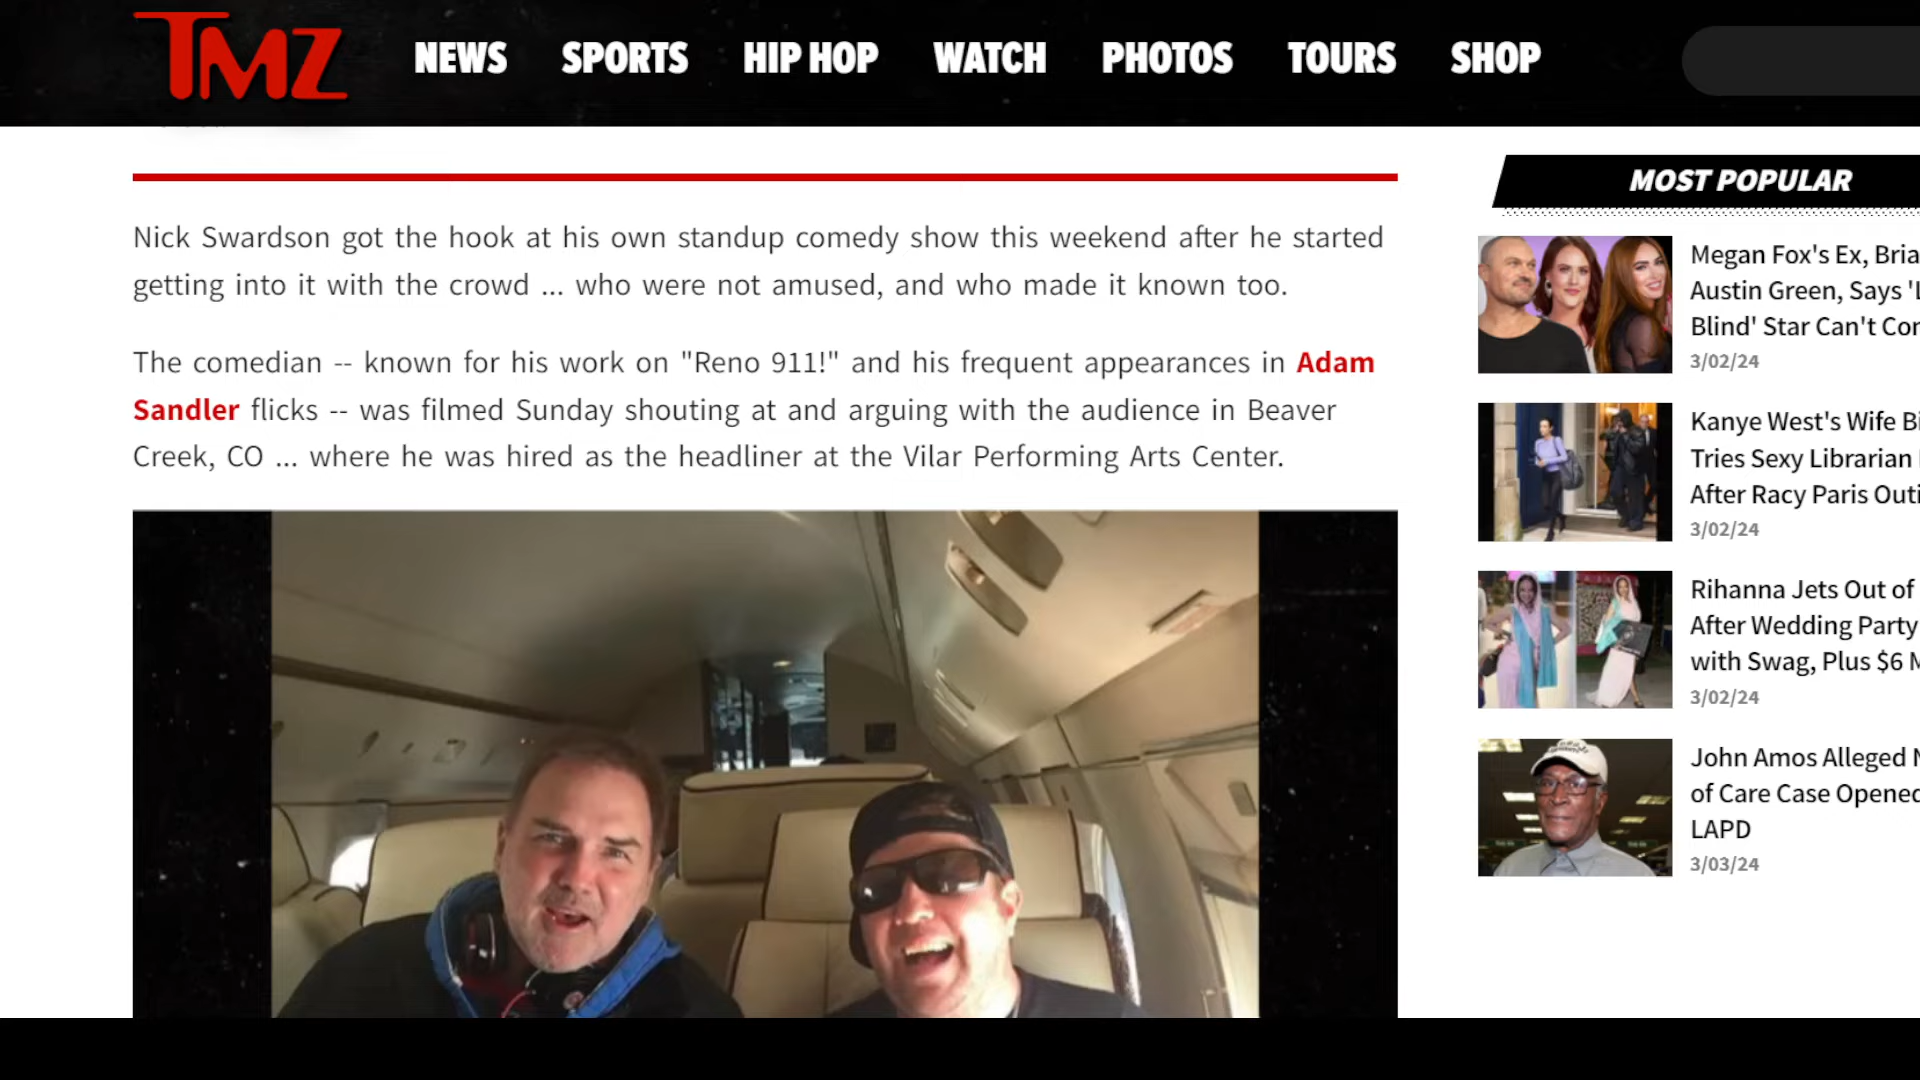 TMZ
NEWS SPORTS HIP HOP WATCH PHOTOS TOURS SHOP
Nick Swardson got the hook at his own standup comedy show this weekend after he started
getting into it with the crowd ... who were not amused, and who made it known too.
The comedian -- known for his work on "Reno 911!" and his frequent appearances in Adam
Sandler flicks -- was filmed Sunday shouting at and arguing with the audience in Beaver
Creek, CO ... where he was hired as the headliner at the Vilar Performing Arts Center.
MOST POPULAR
Megan Fox's Ex,
Austin Green, Says
Blind' Star Can't
3/02/24
Kanye West's Wife
Tries Sexy Librarian
After Racy Paris
3/02/24
Rihanna Jets Out of
After Wedding Party
with Swag, Plus $6
3/02/24
John Amos Alleged
of Care Case
LAPD
3/03/24